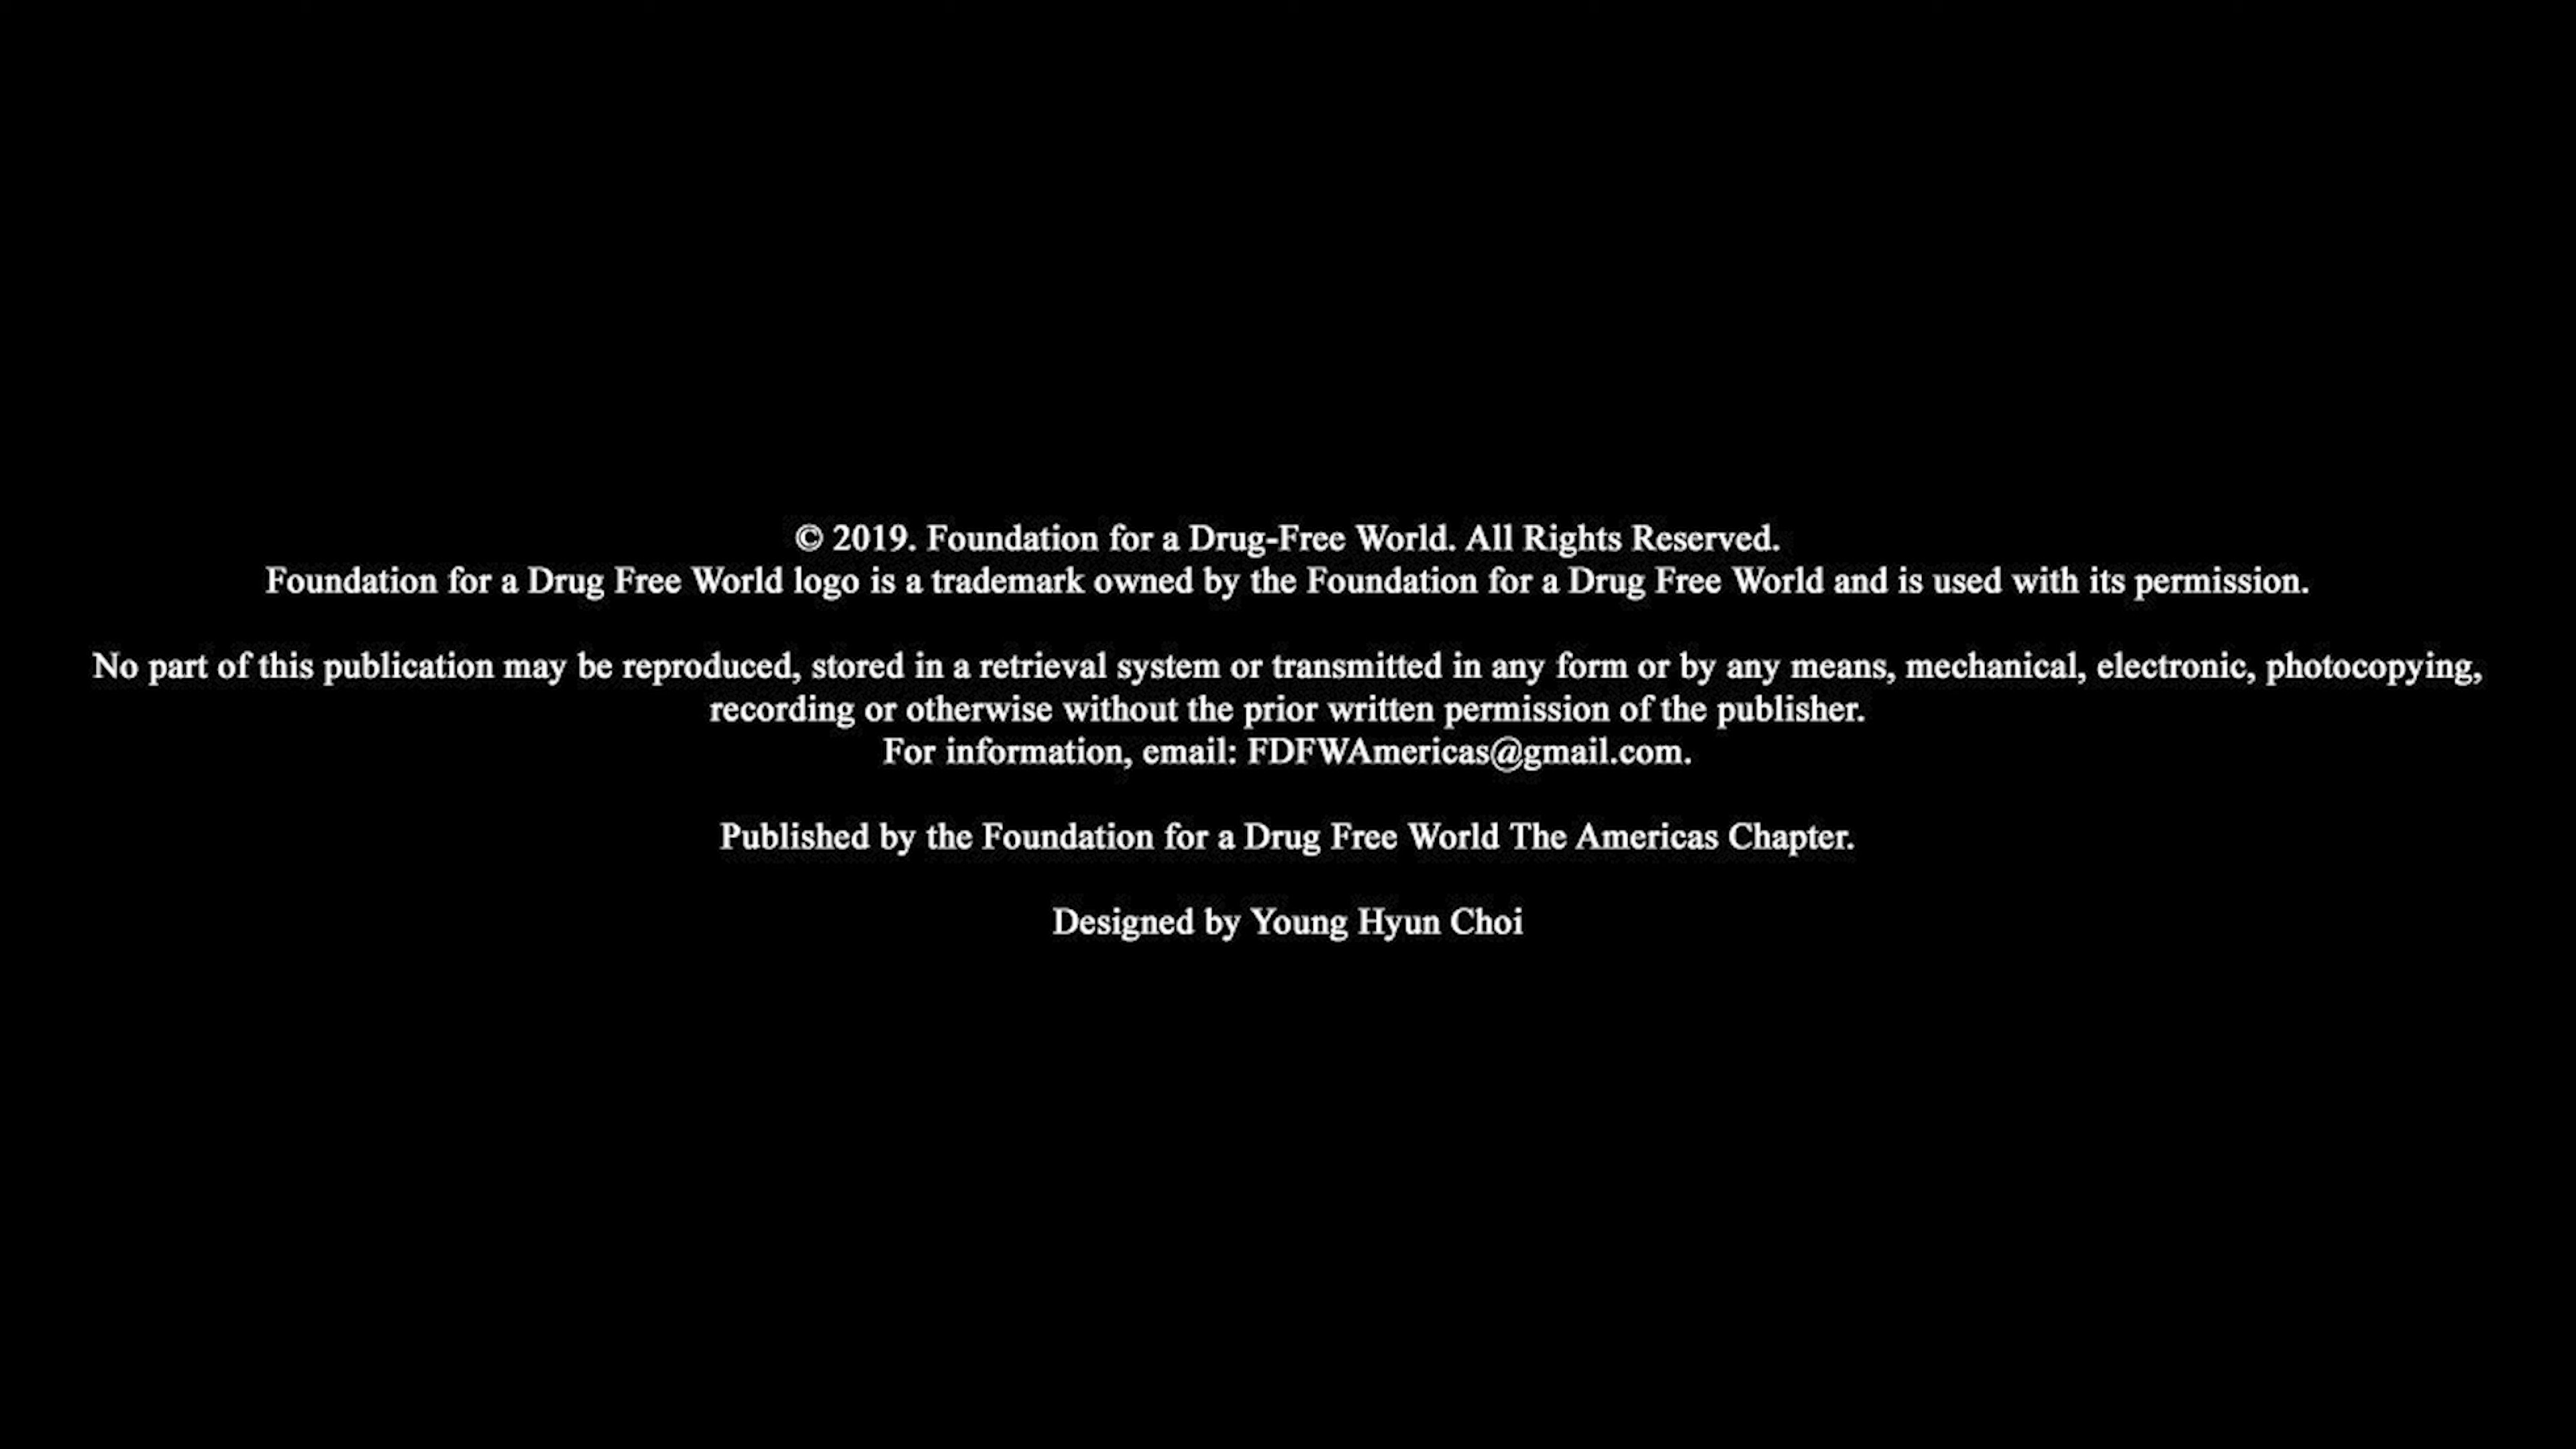 © 2019. Foundation for a Drug-Free World. All Rights Reserved.
Foundation for a Drug Free World logo is a trademark owned by the Foundation for a Drug Free World and is used with its permission.
No part of this publication may be reproduced, stored in a retrieval system or transmitted in any form or by any means, mechanical, electronic, photocopying,
recording or otherwise without the prior written permission of the publisher.
For information, email: FDFWAmericas@gmail.com.
Published by the Foundation for a Drug Free World The Americas Chapter.
Designed by Young Hyun Choi